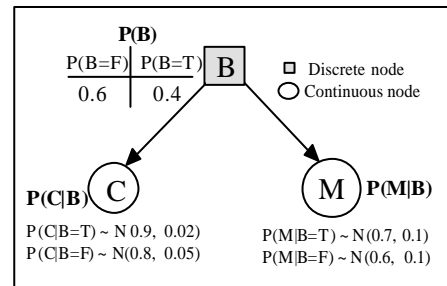 P(B)
P(B=F) P(B=T)
0.6 0.4
B
Discrete node
Continuous node
P(C|B)
C
M
P(M|B)
P(C|B=T) ~ N 0.9, 0.02)
P(C|B=F) ~ N(0.8, 0.05)
P(M|B=T) ~ N(0.7, 0.1)
P(M|B=F) ~ N(0.6, 0.1)